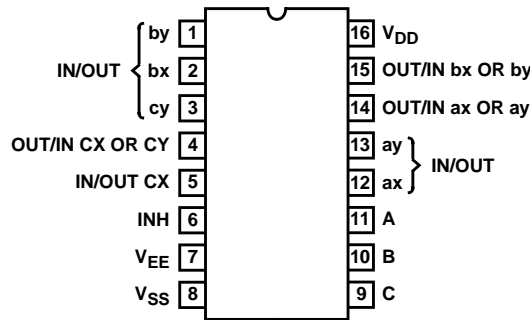 by 1
bx 2
IN/OUT
cy 3
OUT/IN CX OR CY 4
IN/OUT CX 5
INH 6
VEE 7
VSS 8
16 VDD
15 OUT/IN bx OR by
14 OUT/IN ax OR ay
13 ay
IN/OUT
12 ax
11 A
10 B
9 C